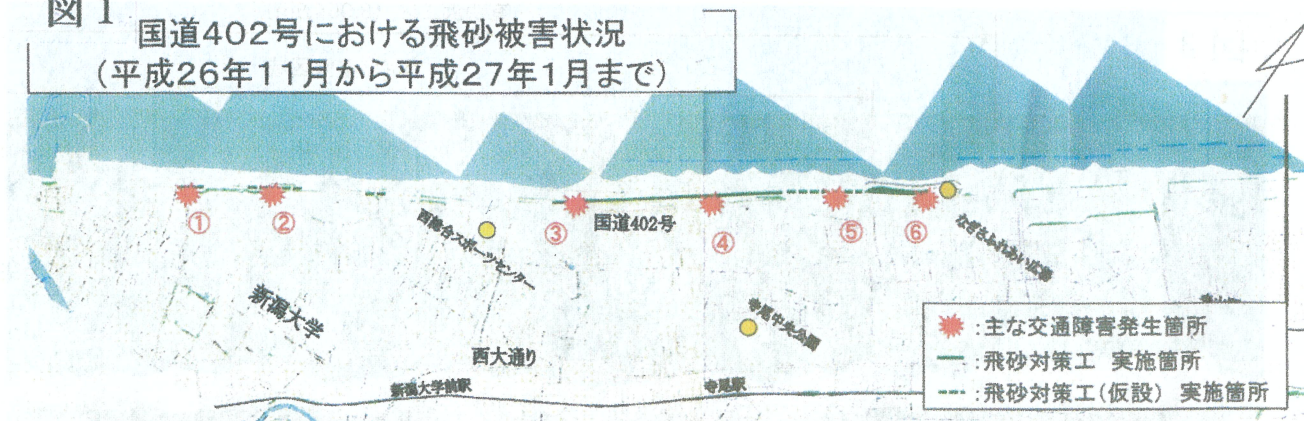 図1
国道402号における飛砂被害状況
(平成26年11月から平成27年1月まで)
①
②
③
国道402号
④
⑤
⑥
西総合スポーツセンター
なぎさふれあい広場
新潟大学
寺尾中央公園
西大通り
新潟大学前駅
寺尾駅
:主な交通障害発生箇所
:飛砂対策工 実施箇所
:飛砂対策工(仮設) 実施箇所